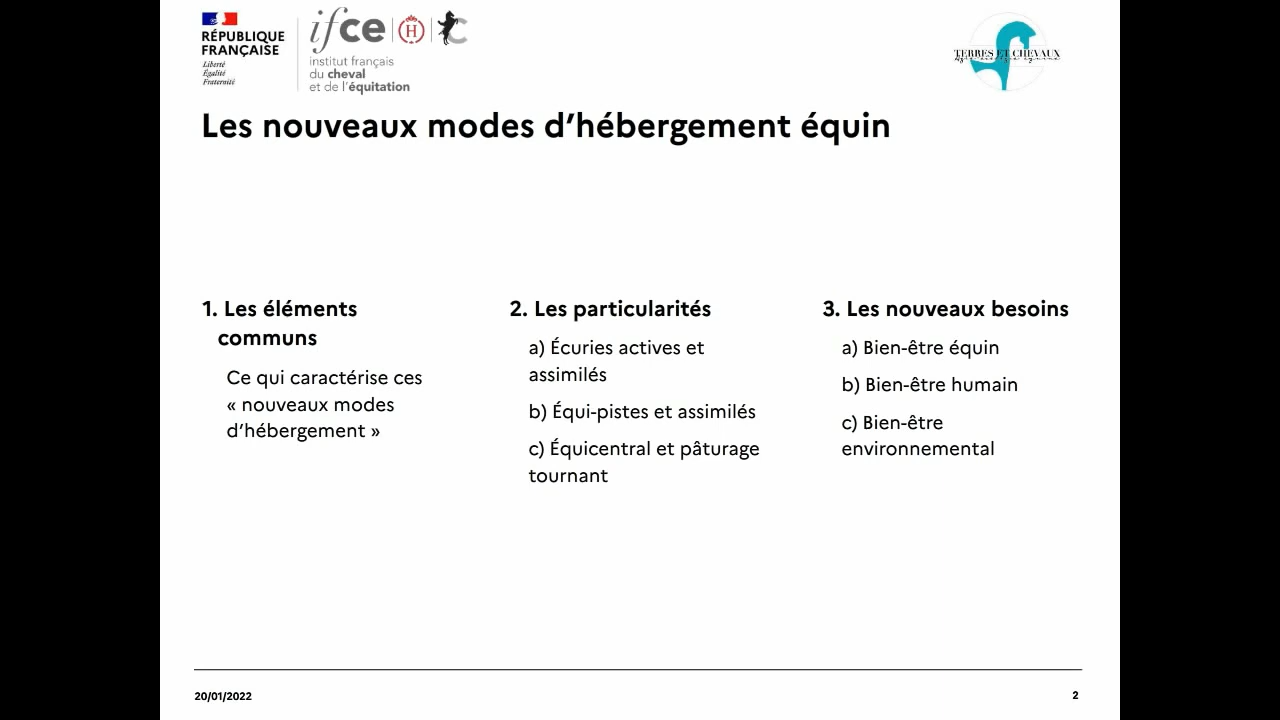 RÉPUBLIQUE
FRANÇAISE
Liberté
Égalité
Fraternité
ifce
H
institut français
du cheval
et de l'équitation
TERRES ET CHEVAUX
Les nouveaux modes d’hébergement équin
1. Les éléments
communs
Ce qui caractérise ces
« nouveaux modes
d’hébergement »
2. Les particularités
a) Écuries actives et
assimilés
b) Équi-pistes et assimilés
c) Équicentral et pâturage
tournant
3. Les nouveaux besoins
a) Bien-être équin
b) Bien-être humain
c) Bien-être
environnemental
20/01/2022
2